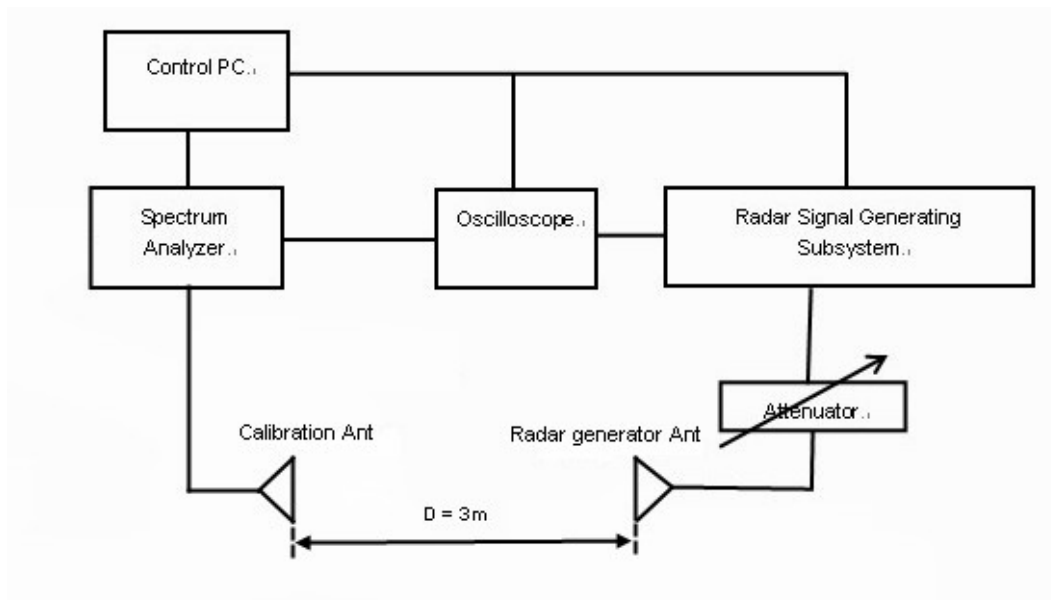 Control PC.
Spectrum
Analyzer.
Oscilloscope.
Radar Signal Generating
Subsystem.
Attenuator.
Calibration Ant
Radar generator Ant
D = 3m